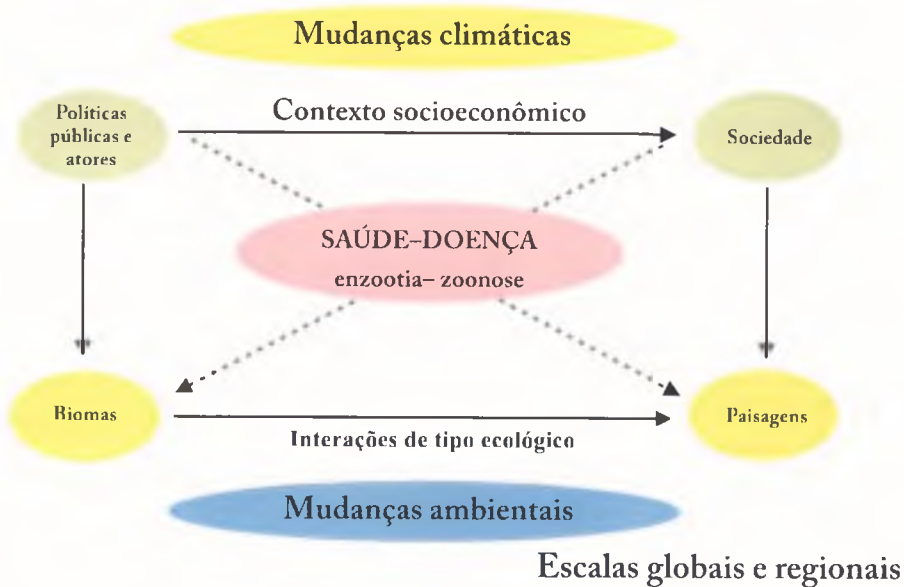 Mudanças climáticas
Políticas
públicas e
atores
Contexto socioeconômico
Sociedade
SAÚDE–DOENÇA
enzootia– zoonose
Biomas
Interações de tipo ecológico
Paisagens
Mudanças ambientais
Escalas globais e regionais